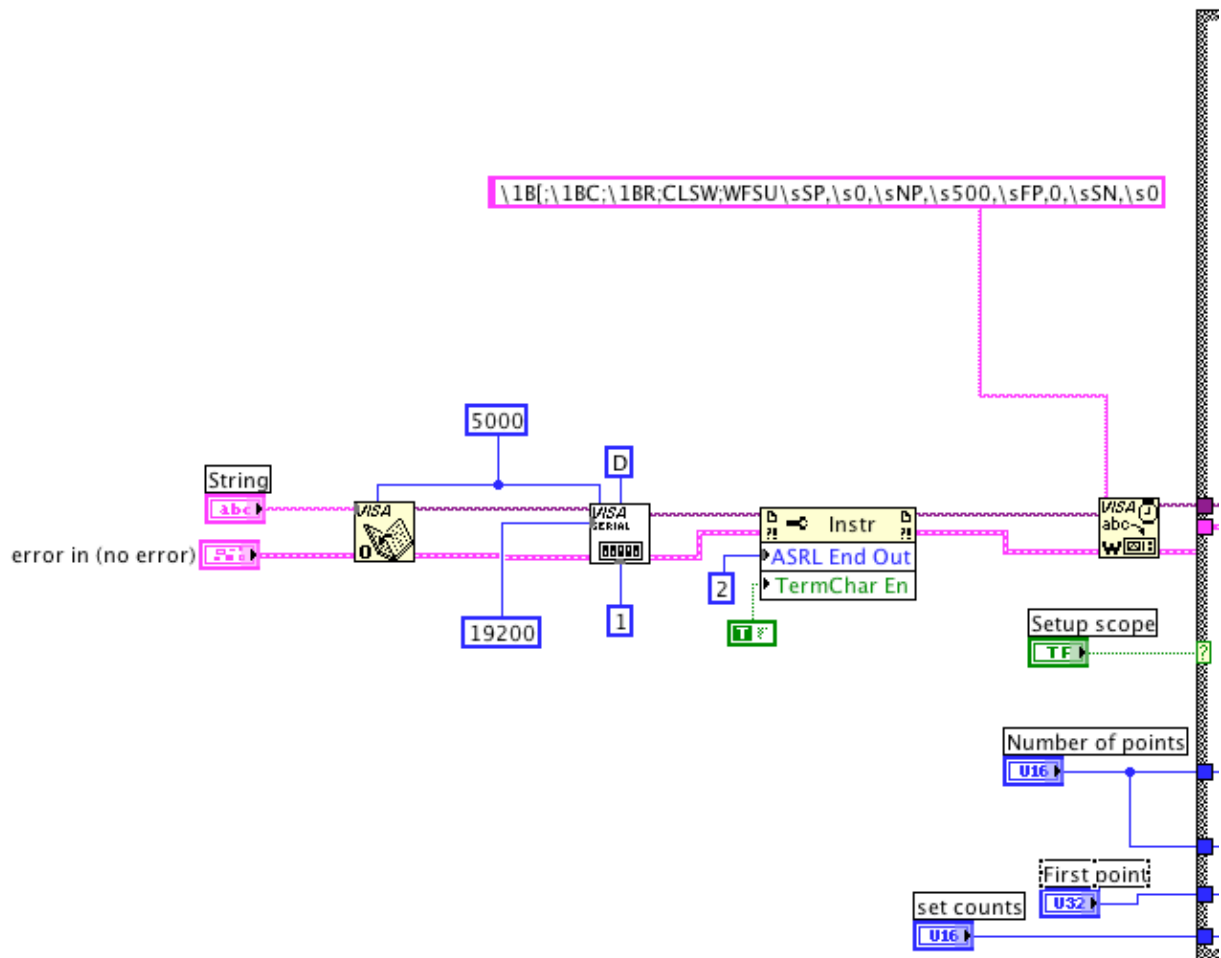 \1B[;\1BC;\1BR;CLSW;WFSU\sSP,\s0,\sNP,\s500,\sFP,0,\sSN,\s0
5000
D
String
abc
VISA
0
VISA
SERIAL
Instr
VISA
abc
W
error in (no error)
ASRL End Out
2
TermChar En
19200
1
T
Setup scope
TF
?
Number of points
U16
First point
U32
set counts
U16